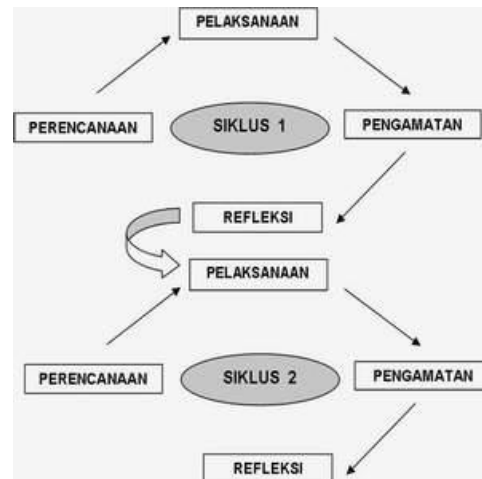 PELAKSANAAN
PERENCANAAN
SIKLUS 1
PENGAMATAN
REFLEKSI
PELAKSANAAN
PERENCANAAN
SIKLUS 2
PENGAMATAN
REFLEKSI